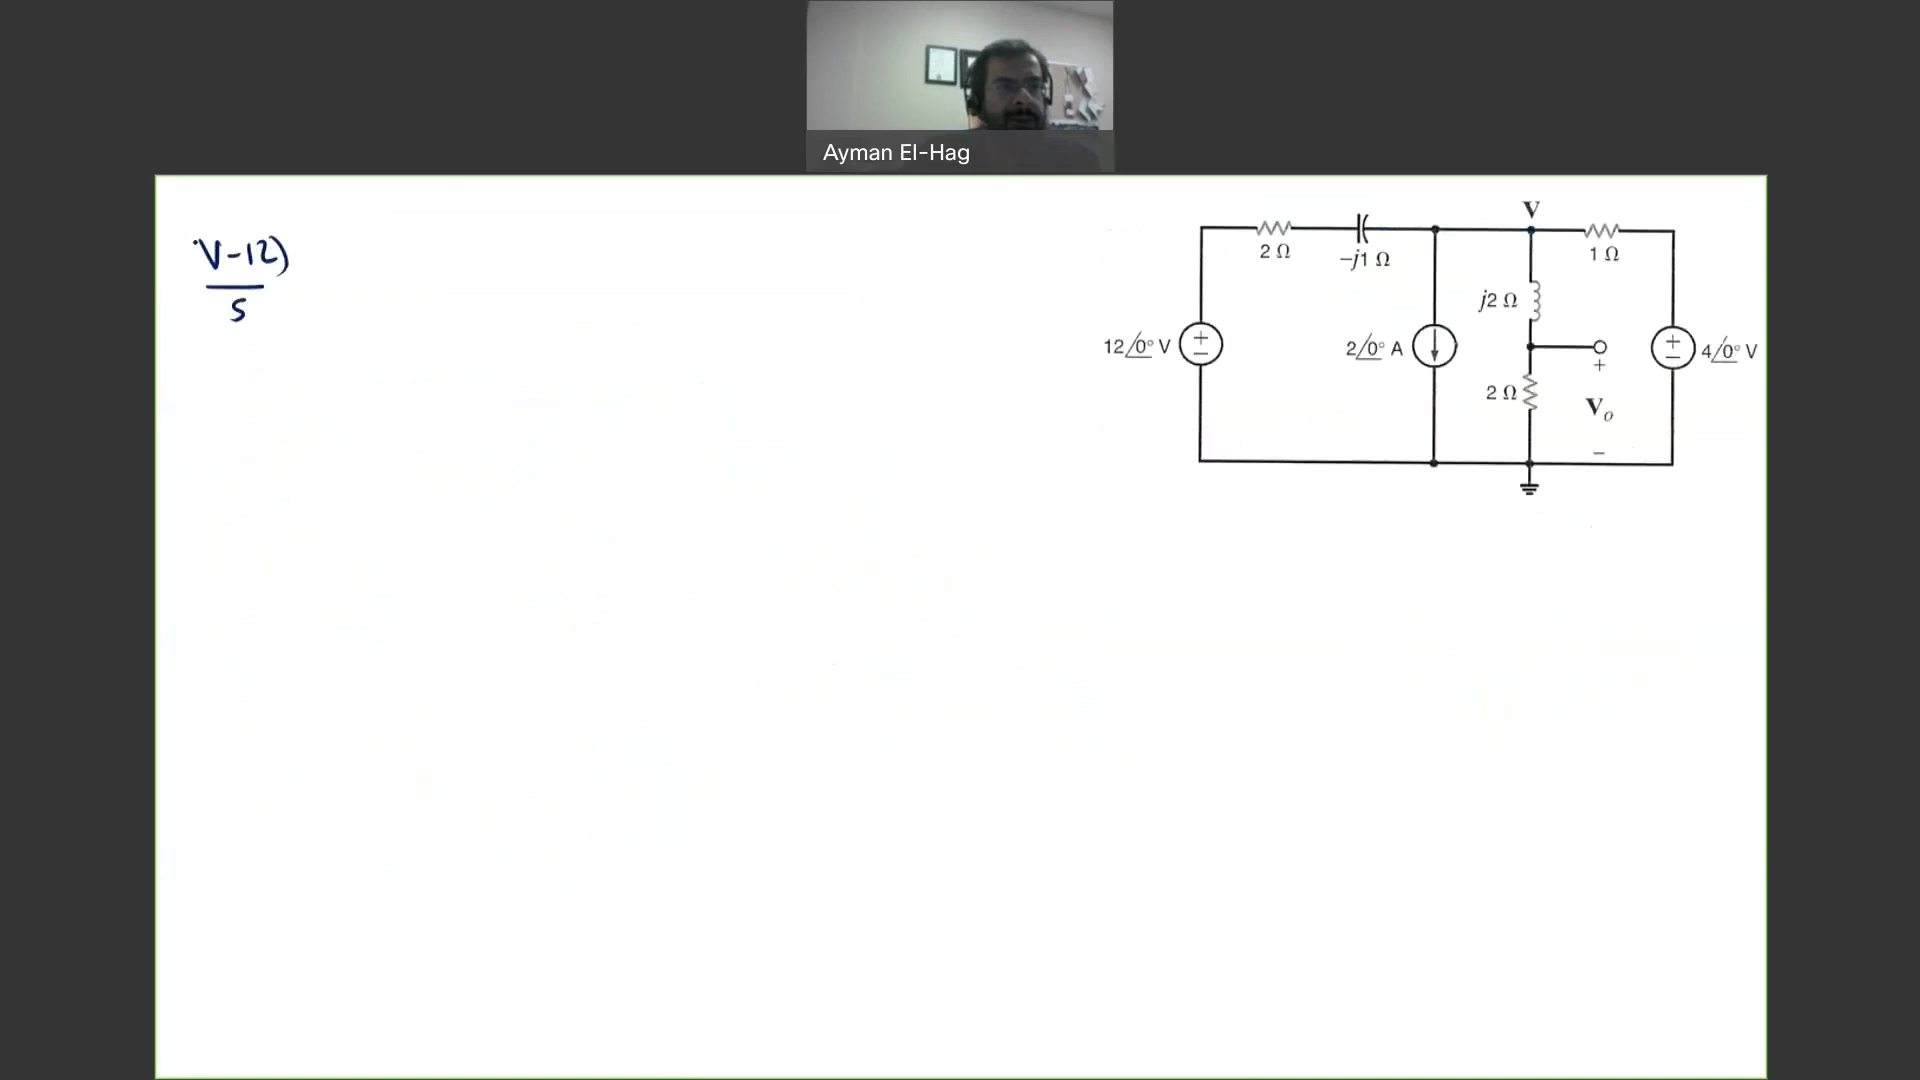 Ayman El-Hag
V-12)
5
V
2 Ω
-j1 Ω
1 Ω
j2 Ω
12/0° V
+
−
2/0° A
+
+
−
4/0° V
2 Ω
Vo
−